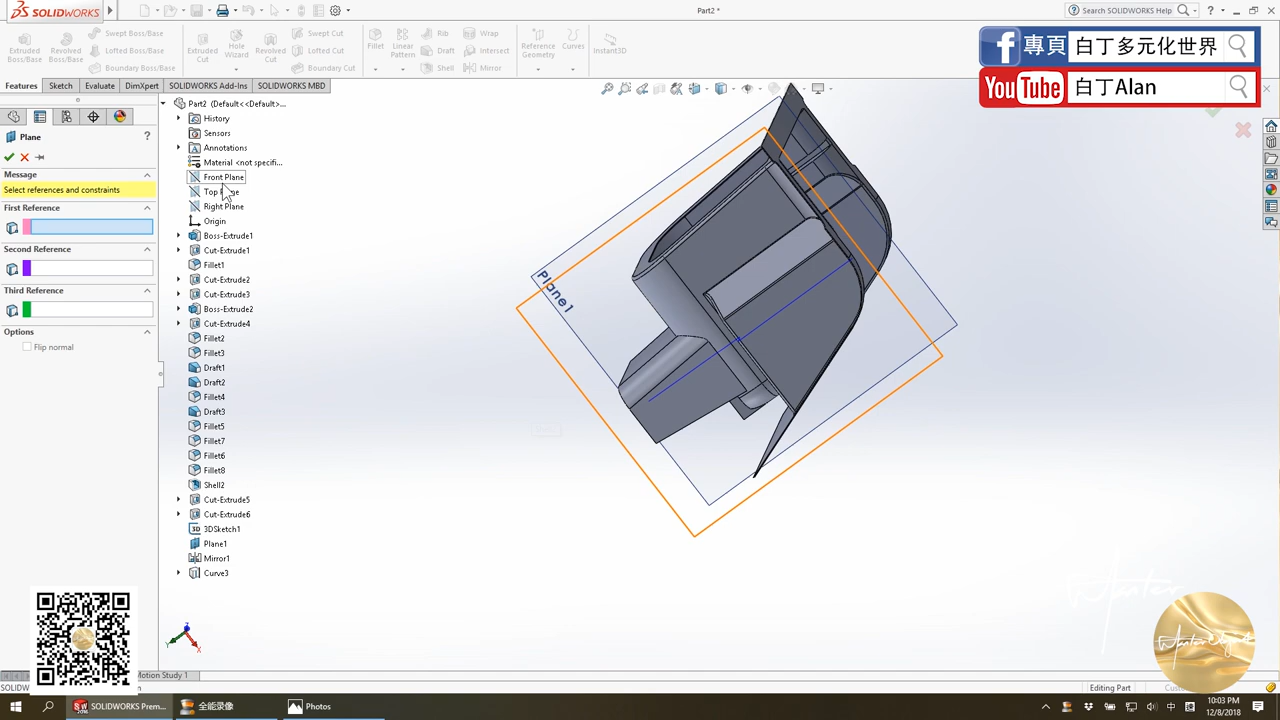 SOLIDWORKS
Part2 *
Search SOLIDWORKS Help
Extruded Boss/Base
Revolved Boss/Base
Swept Boss/Base
Lofted Boss/Base
Boundary Boss/Base
Extruded Cut
Hole Wizard
Revolved Cut
Swept Cut
Lofted Cut
Boundary Cut
Fillet
Linear Pattern
Rib
Draft
Shell
Wrap
Intersect
Mirror
Reference Geometry
Curves
Instant3D
f 專頁 白丁多元化世界
YouTube 白丁Alan
Features
Sketch
Evaluate
DimXpert
SOLIDWORKS Add-Ins
SOLIDWORKS MBD
Plane
?
Message
Select references and constraints
First Reference
Second Reference
Third Reference
Options
Flip normal
Part2 (Default<<Default>...
History
Sensors
Annotations
Material <not specifi...
Front Plane
Right Plane
Origin
Boss-Extrude1
Cut-Extrude1
Fillet1
Cut-Extrude2
Cut-Extrude3
Boss-Extrude2
Cut-Extrude4
Fillet2
Fillet3
Draft1
Draft2
Fillet4
Draft3
Fillet5
Fillet7
Fillet6
Fillet8
Shell2
Cut-Extrude5
Cut-Extrude6
3D 3DSketch1
Plane1
Mirror1
Curve3
Plane1
Z
Y
X
Motion Study 1
SOLIDW
Editing Part
SOLIDWORKS Prem...
全能录像
Photos
中
10:03 PM
12/8/2018